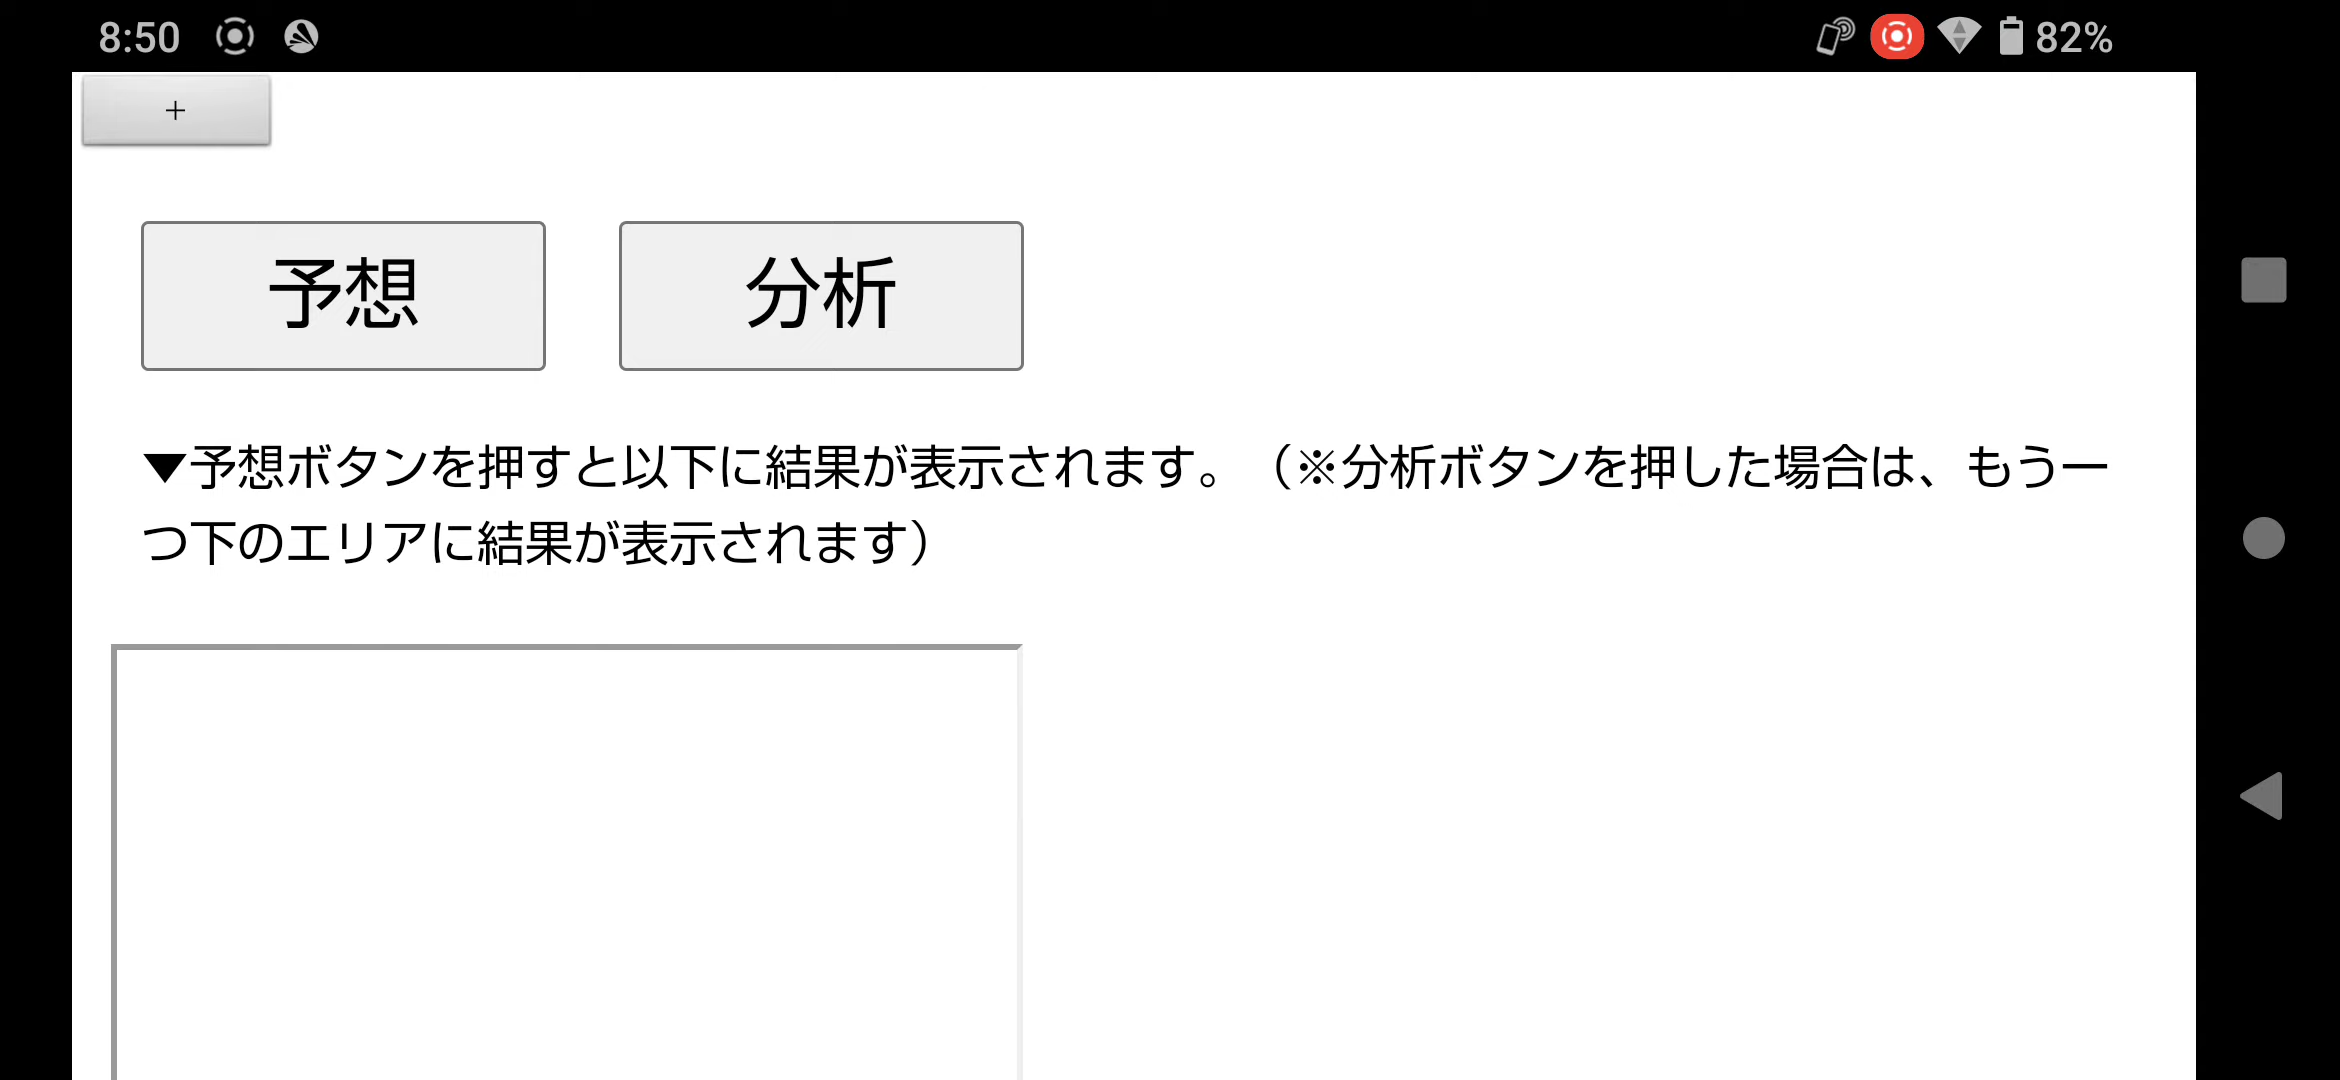 8:50 82%
+
予想 分析
▼予想ボタンを押すと以下に結果が表示されます。（※分析ボタンを押した場合は、もう一
つ下のエリアに結果が表示されます）